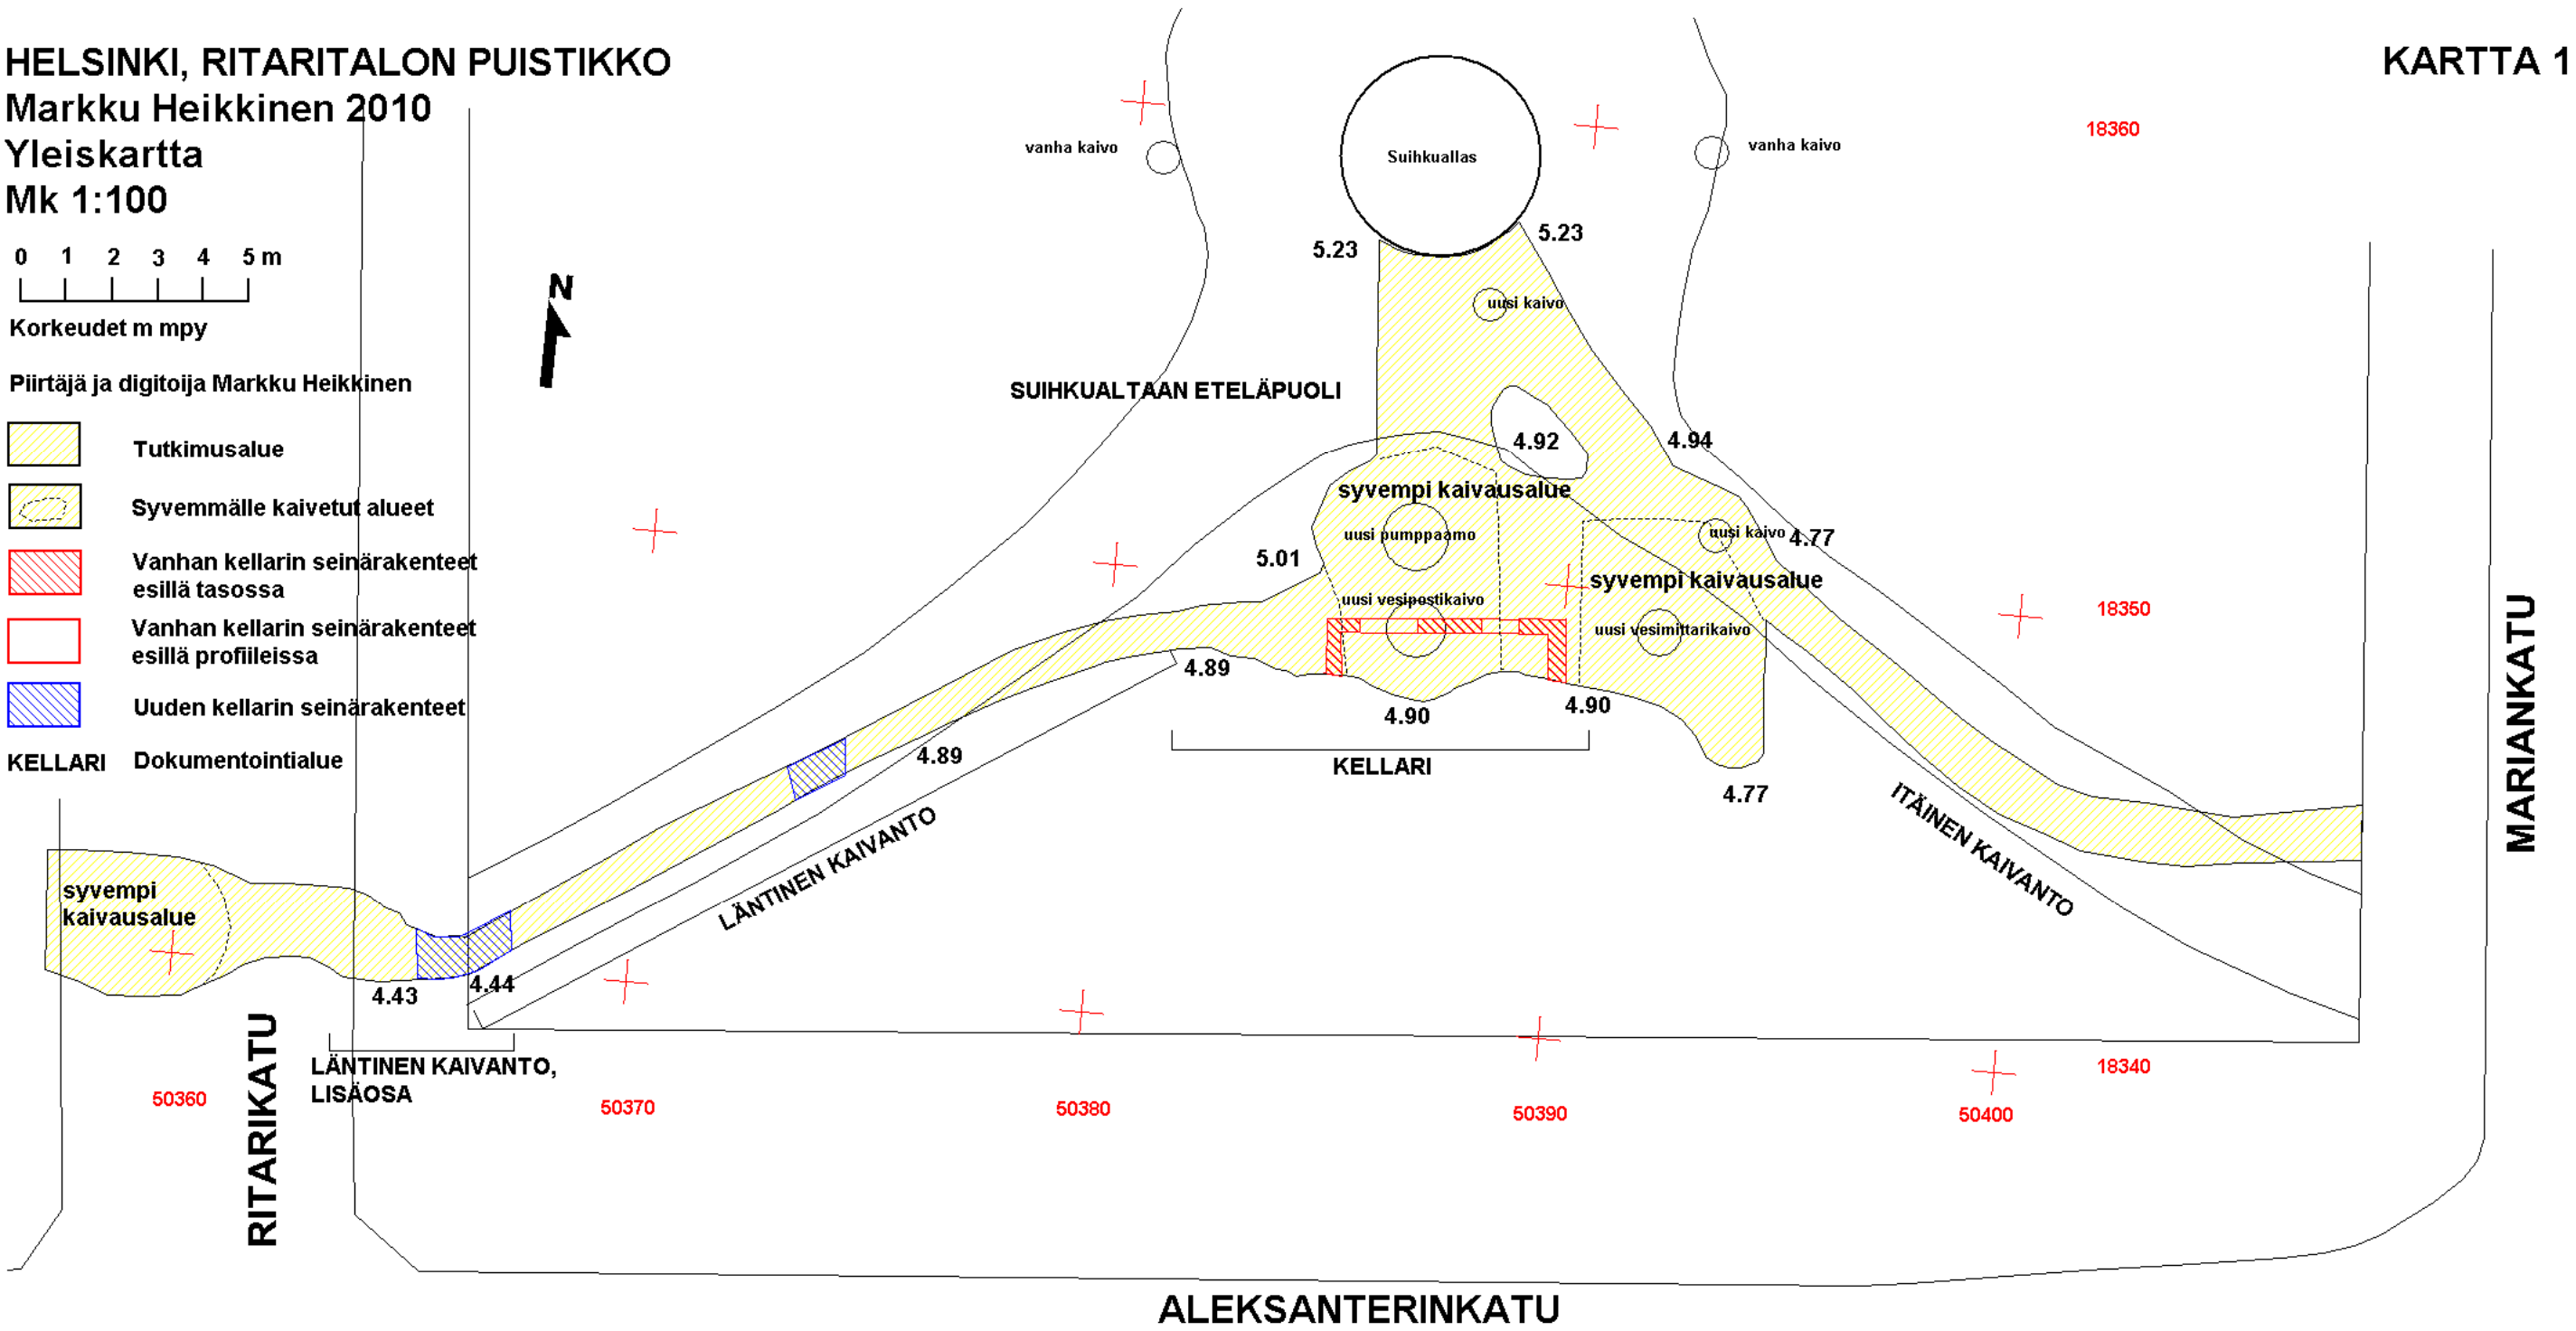 HELSINKI, RITARITALON PUISTIKKO
Markku Heikkinen 2010
Yleiskartta
Mk 1:100
KARTTA 1
0 1 2 3 4 5 m
Korkeudet m mpy
Piirtäjä ja digitoija Markku Heikkinen
Tutkimusalue
Syvemmälle kaivetut alueet
Vanhan kellarin seinärakenteet
esillä tasossa
Vanhan kellarin seinärakenteet
esillä profiileissa
Uuden kellarin seinärakenteet
KELLARI Dokumentointialue
N
vanha kaivo
Suihkuallas
vanha kaivo
18360
5.23
5.23
uusi kaivo
SUIHKUALTAAN ETELÄPUOLI
4.92
4.94
syvempi kaivausalue
uusi pumppaamo
uusi kaivo
4.77
5.01
syvempi kaivausalue
uusi vesipostikaivo
18350
uusi vesimittarikaivo
4.89
4.90
4.90
4.89
KELLARI
4.77
LÄNTINEN KAIVANTO
ITÄINEN KAIVANTO
MARIANKATU
syvempi
kaivausalue
4.43
4.44
RITARIKATU
LÄNTINEN KAIVANTO,
LISÄOSA
18340
50360
50370
50380
50390
50400
ALEKSANTERINKATU